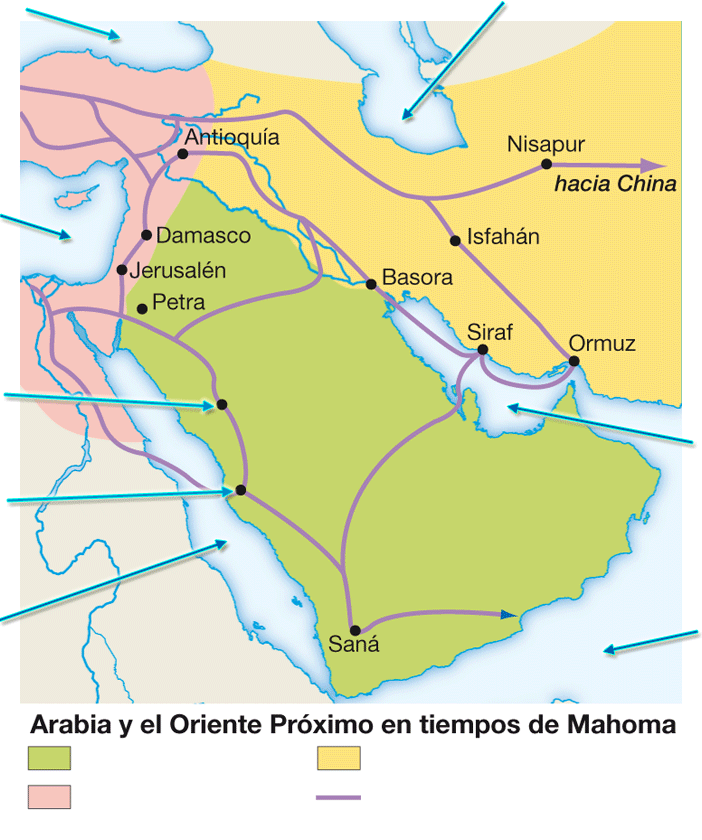 Antioquía
Nisapur
hacia China
Damasco
Isfahán
Jerusalén
Basora
Petra
Siraf
Ormuz
Saná
Arabia y el Oriente Próximo en tiempos de Mahoma